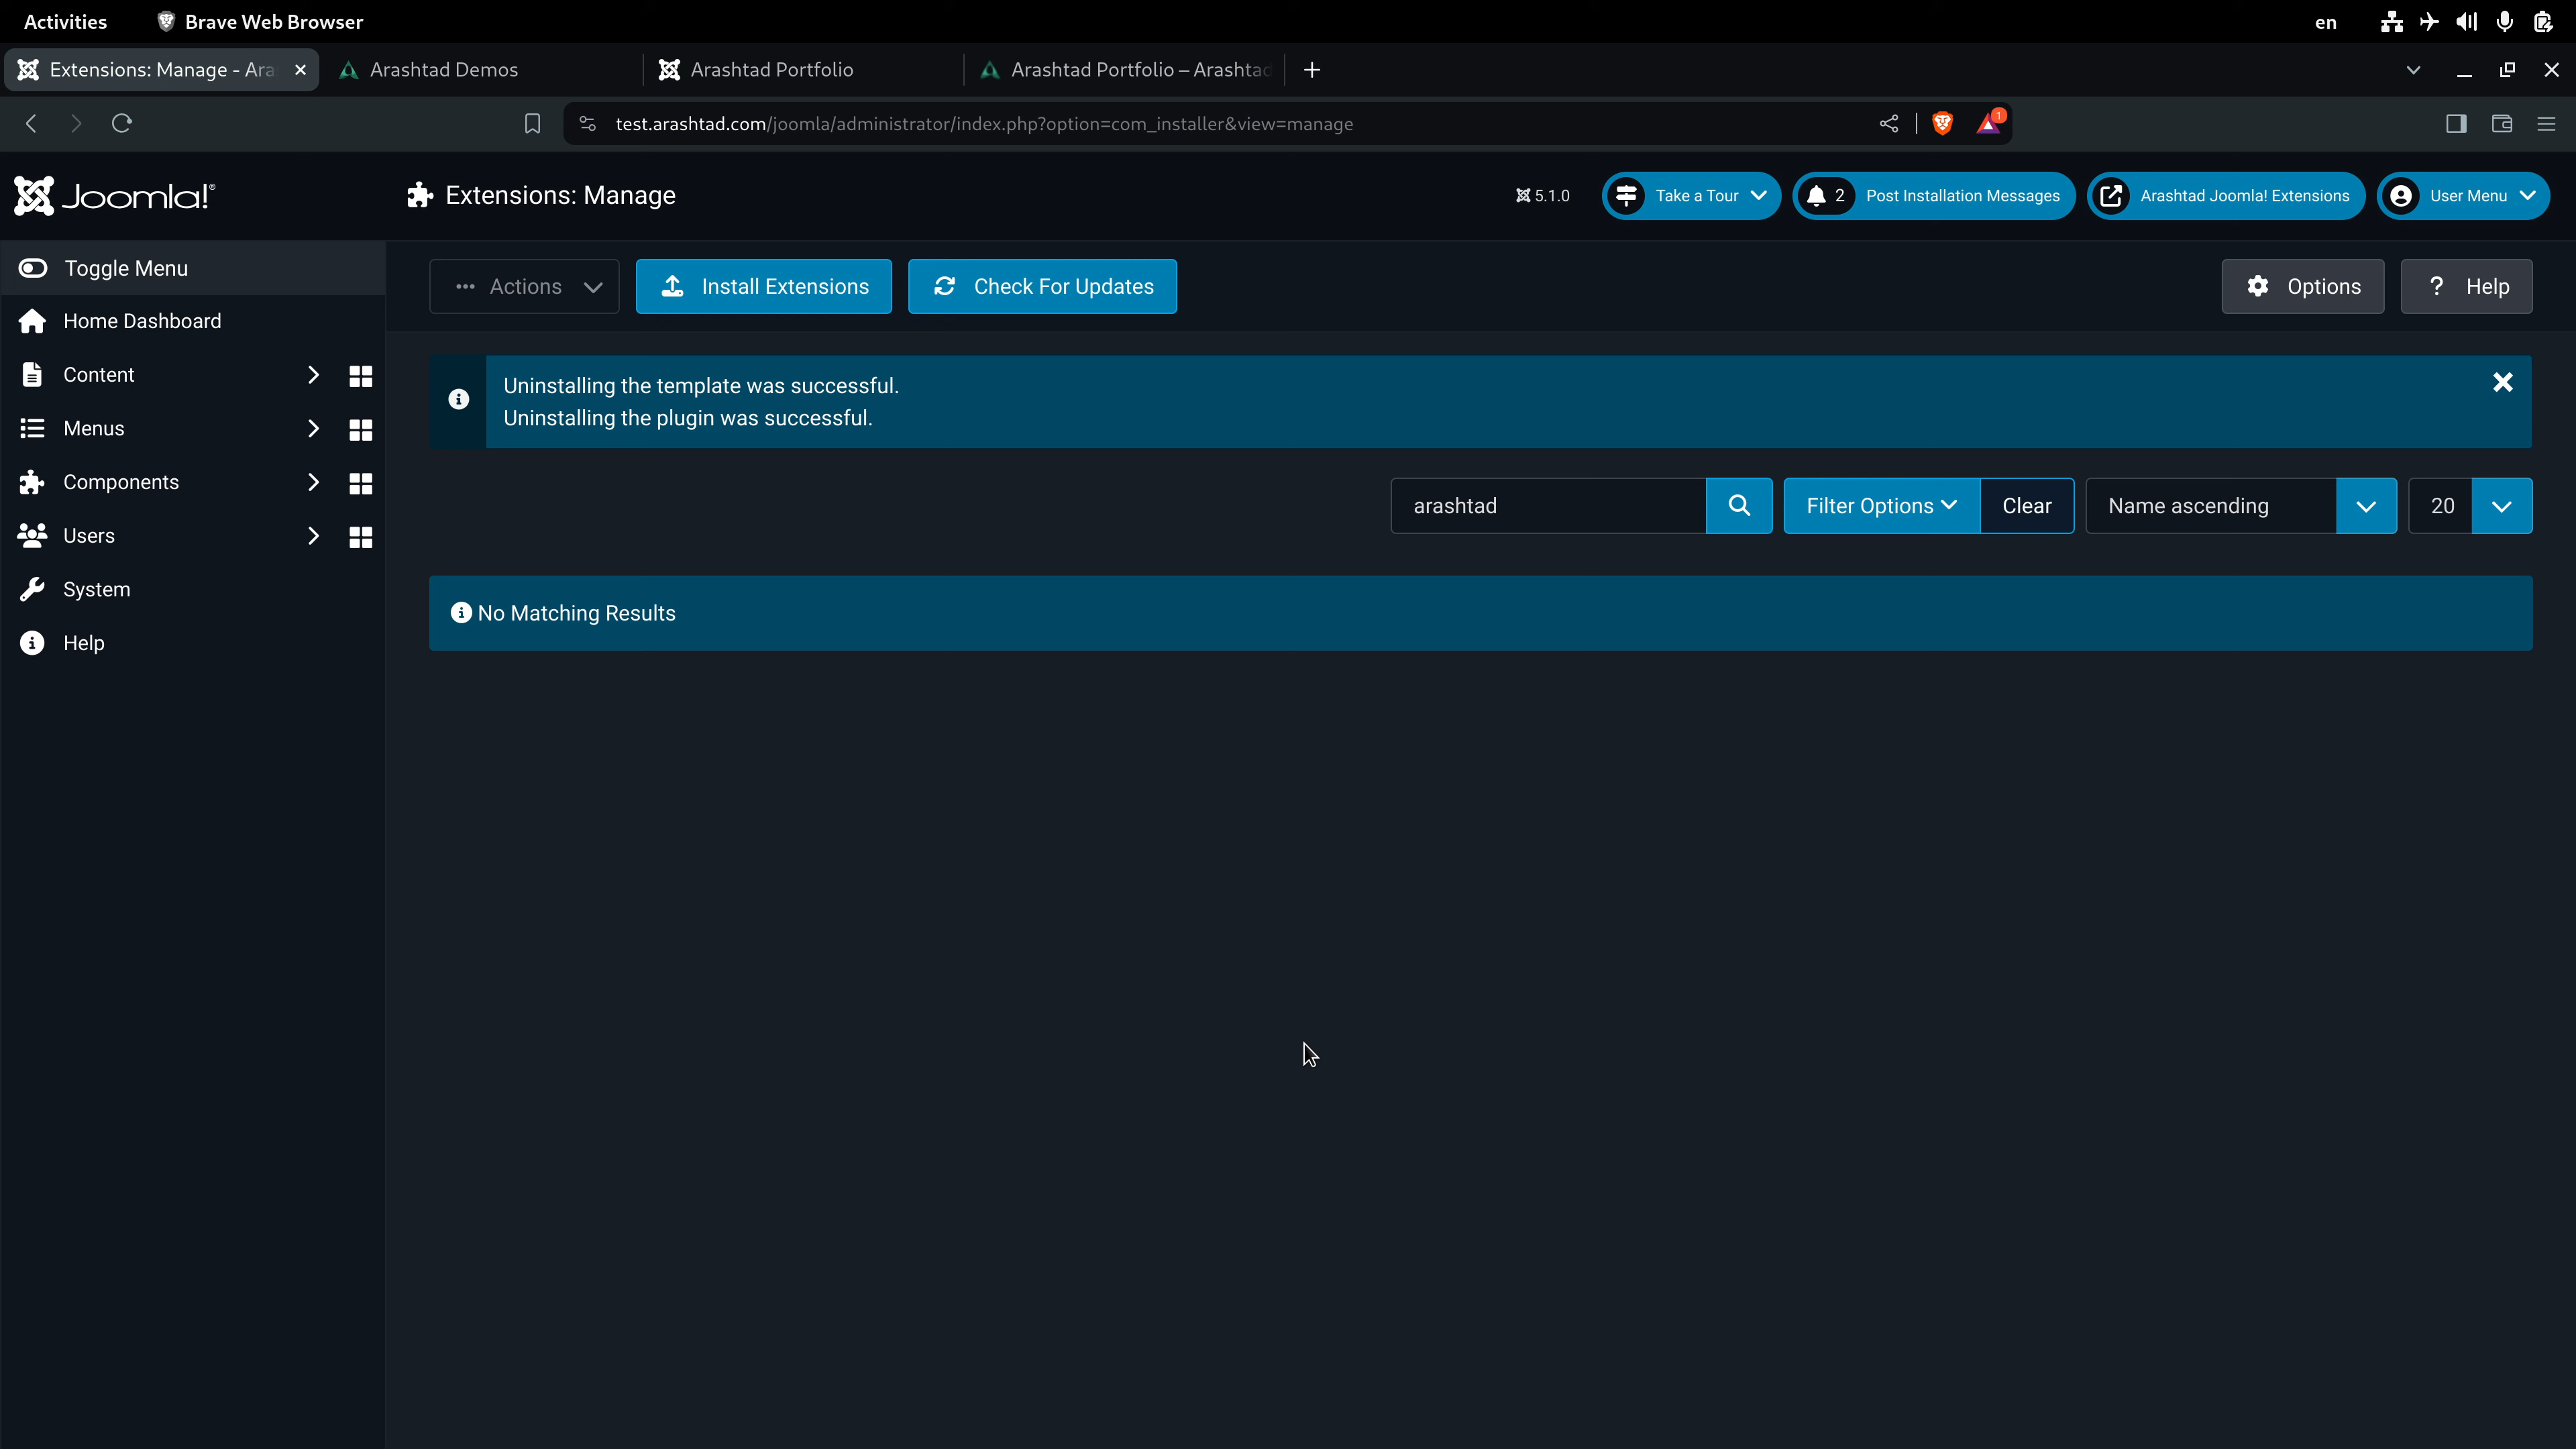 Activities
Brave Web Browser
en
Extensions: Manage - Ara
Arashtad Demos
Arashtad Portfolio
Arashtad Portfolio – Arashtad
test.arashtad.com/joomla/administrator/index.php?option=com_installer&view=manage
1
Joomla!®
Extensions: Manage
5.1.0
Take a Tour
2
Post Installation Messages
Arashtad Joomla! Extensions
User Menu
Toggle Menu
Home Dashboard
Content
Menus
Components
Users
System
Help
Actions
Install Extensions
Check For Updates
Options
? Help
Uninstalling the template was successful.
Uninstalling the plugin was successful.
arashtad
Filter Options
Clear
Name ascending
20
No Matching Results